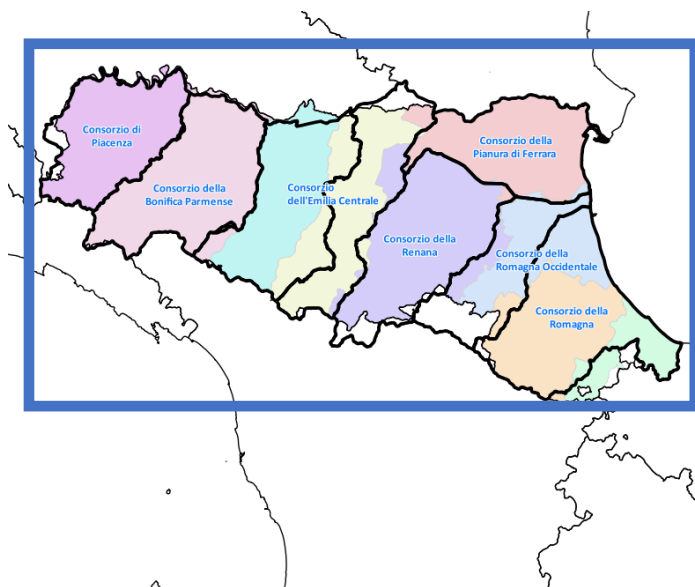 Consorzio di
Piacenza
Consorzio della
Pianura di Ferrara
Consorzio della
Bonifica Parmense
Consorzio
dell'Emilia Centrale
Consorzio della
Renana
Consorzio della
Romagna Occidentale
Consorzio della
Romagna